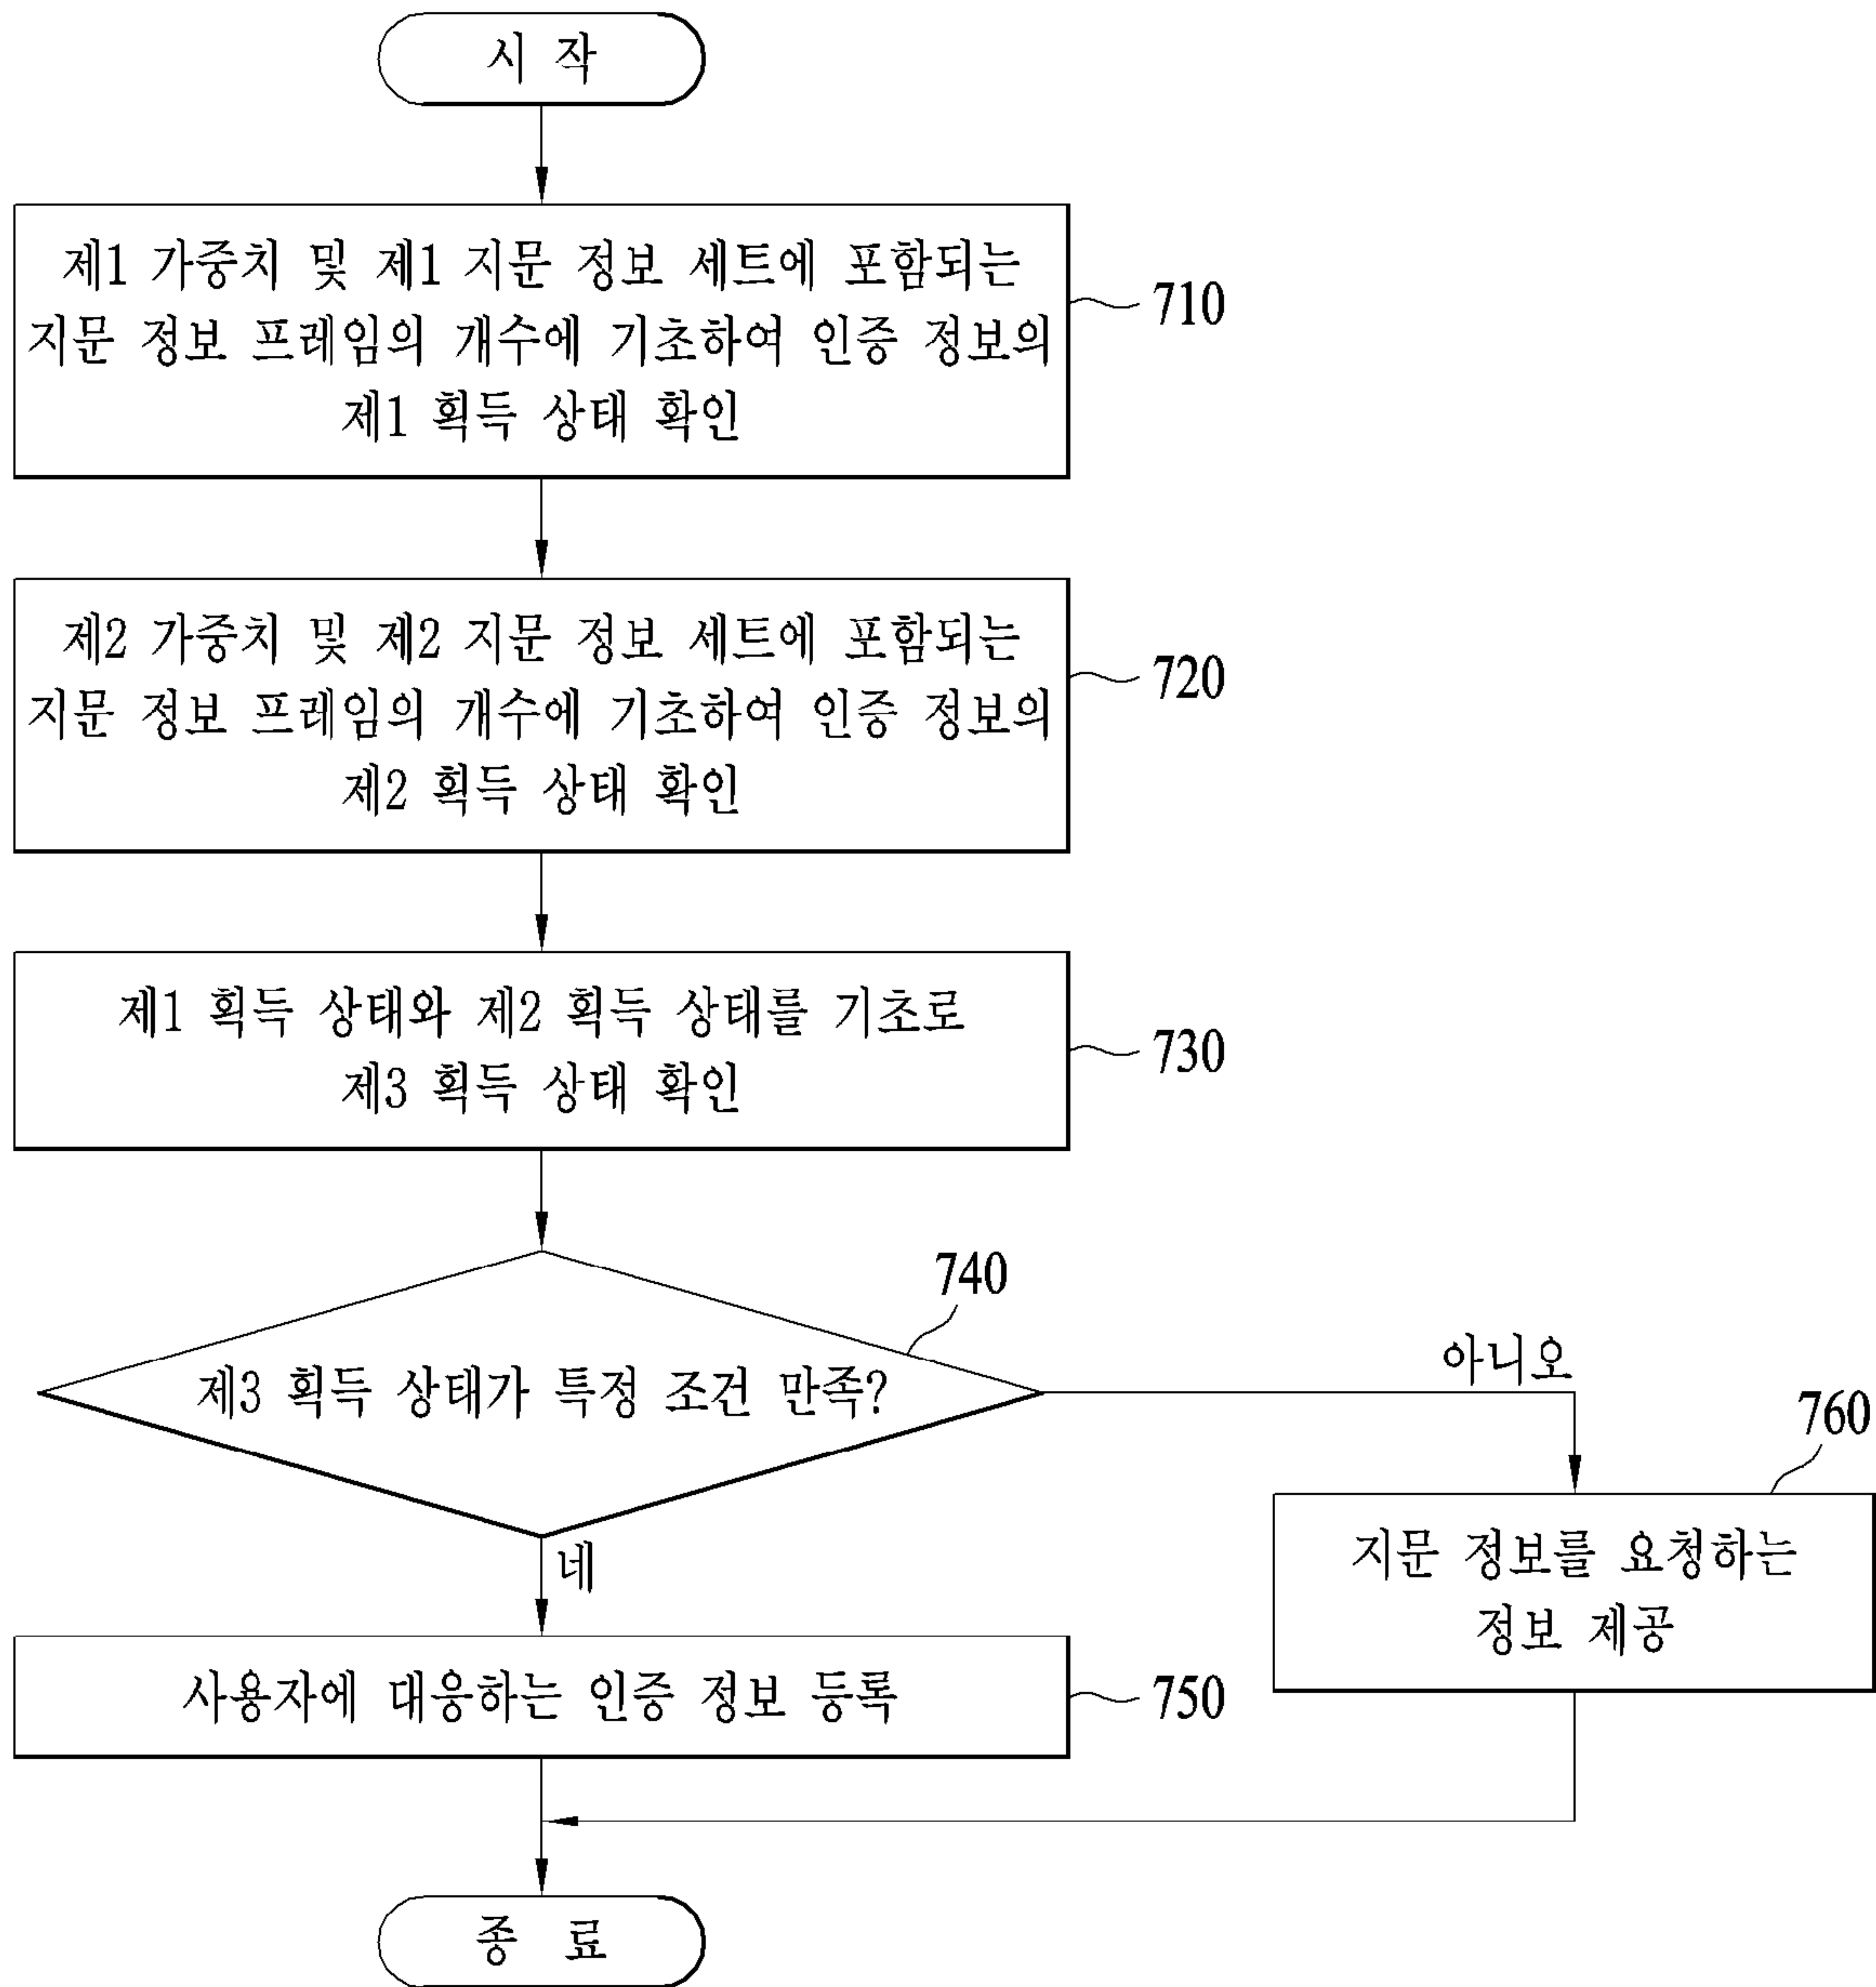 시 작
제1 가중치 및 제1 지문 정보 세트에 포함되는
지문 정보 프레임의 개수에 기초하여 인증 정보의
제1 획득 상태 확인
710
제2 가중치 및 제2 지문 정보 세트에 포함되는
지문 정보 프레임의 개수에 기초하여 인증 정보의
제2 획득 상태 확인
720
제1 획득 상태와 제2 획득 상태를 기초로
제3 획득 상태 확인
730
740
제3 획득 상태가 특정 조건 만족?
아니오
760
네
지문 정보를 요청하는
정보 제공
사용자에 대응하는 인증 정보 등록
750
종 료